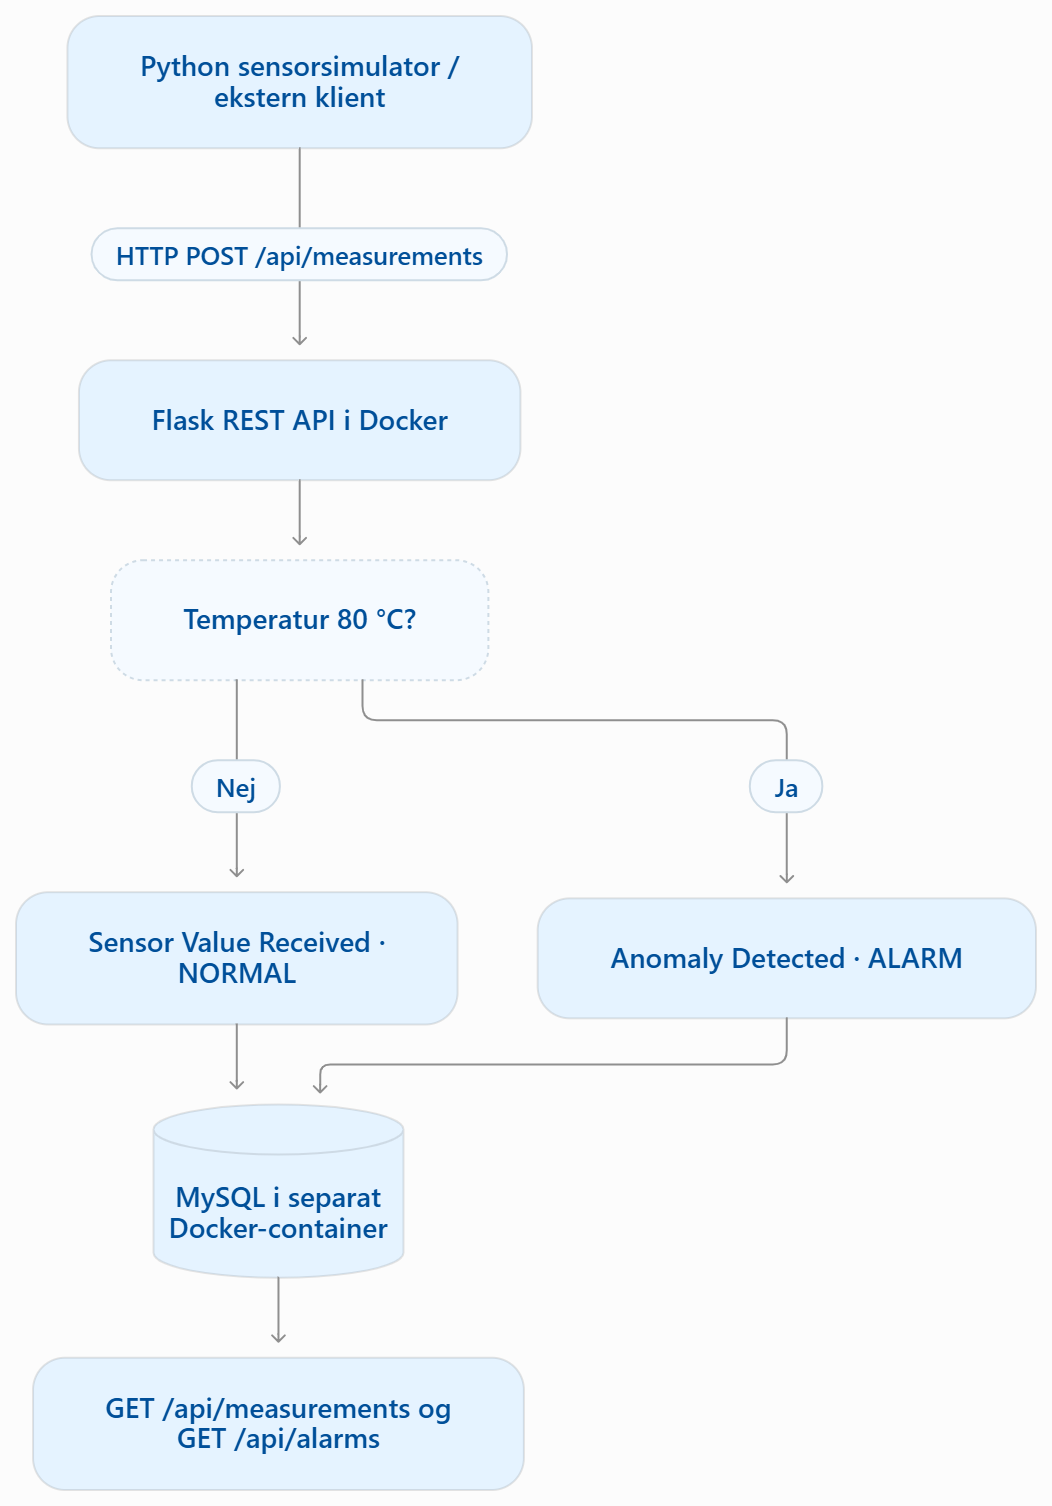 Python sensorsimulator /
ekstern klient
HTTP POST /api/measurements
Flask REST API i Docker
Temperatur 80 °C?
Nej
Ja
Sensor Value Received ·
NORMAL
Anomaly Detected · ALARM
MySQL i separat
Docker-container
GET /api/measurements og
GET /api/alarms